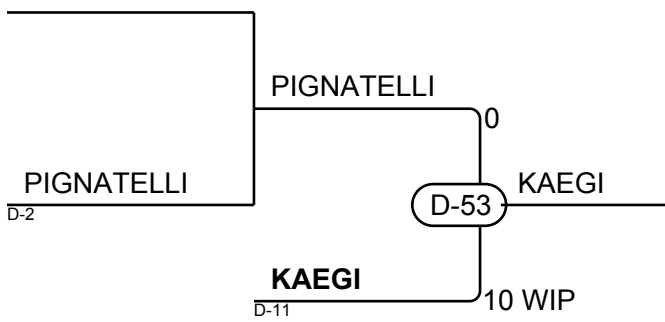 PIGNATELLI
0
PIGNATELLI
KAEGI
D-53
D-2
KAEGI
10 WIP
D-11